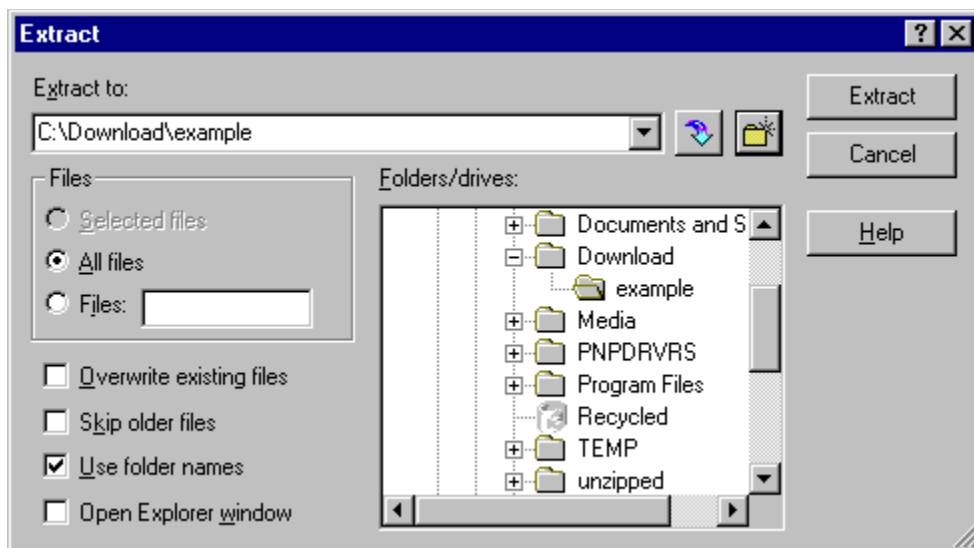 Extract
Extract to:
C:\Download\example
Extract
Cancel
Help
Files
Selected files
All files
Files:
Overwrite existing files
Skip older files
Use folder names
Open Explorer window
Folders/drives:
Documents and S
Download
example
Media
PNPDRVRS
Program Files
Recycled
TEMP
unzipped